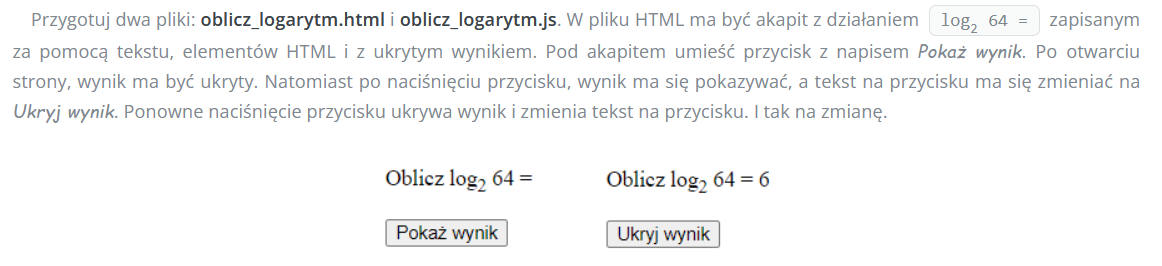 Przygotuj dwa pliki: oblicz_logarytm.html i oblicz_logarytm.js. W pliku HTML ma być akapit z działaniem log₂ 64 = zapisanym
za pomocą tekstu, elementów HTML i z ukrytym wynikiem. Pod akapitem umieść przycisk z napisem Pokaż wynik. Po otwarciu
strony, wynik ma być ukryty. Natomiast po naciśnięciu przycisku, wynik ma się pokazywać, a tekst na przycisku ma się zmieniać na
Ukryj wynik. Ponowne naciśnięcie przycisku ukrywa wynik i zmienia tekst na przycisku. I tak na zmianę.
Oblicz log₂ 64 =
Pokaż wynik
Oblicz log₂ 64 = 6
Ukryj wynik